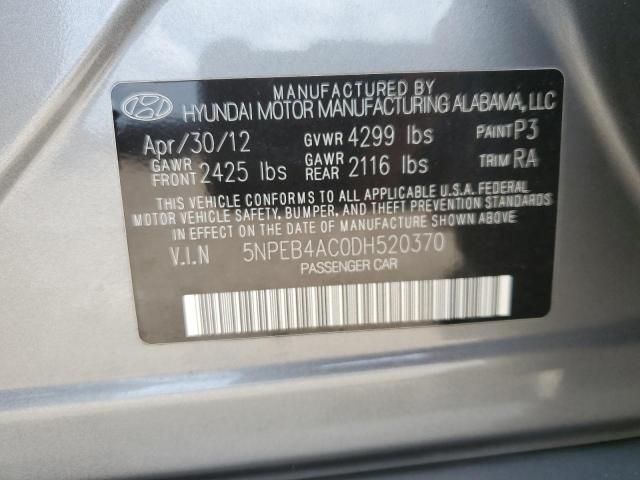 MANUFACTURED BY
HYUNDAI MOTOR MANUFACTURING ALABAMA, LLC
Apr/30/12 GVWR 4299 lbs PAINT P3
GAWR FRONT 2425 lbs GAWR REAR 2116 lbs TRIM RA
THIS VEHICLE CONFORMS TO ALL APPLICABLE U.S.A. FEDERAL
MOTOR VEHICLE SAFETY, BUMPER, AND THEFT PREVENTION STANDARDS
IN EFFECT ON THE DATE OF MANUFACTURE SHOWN ABOVE.
V.I.N 5NPEB4AC0DH520370
PASSENGER CAR